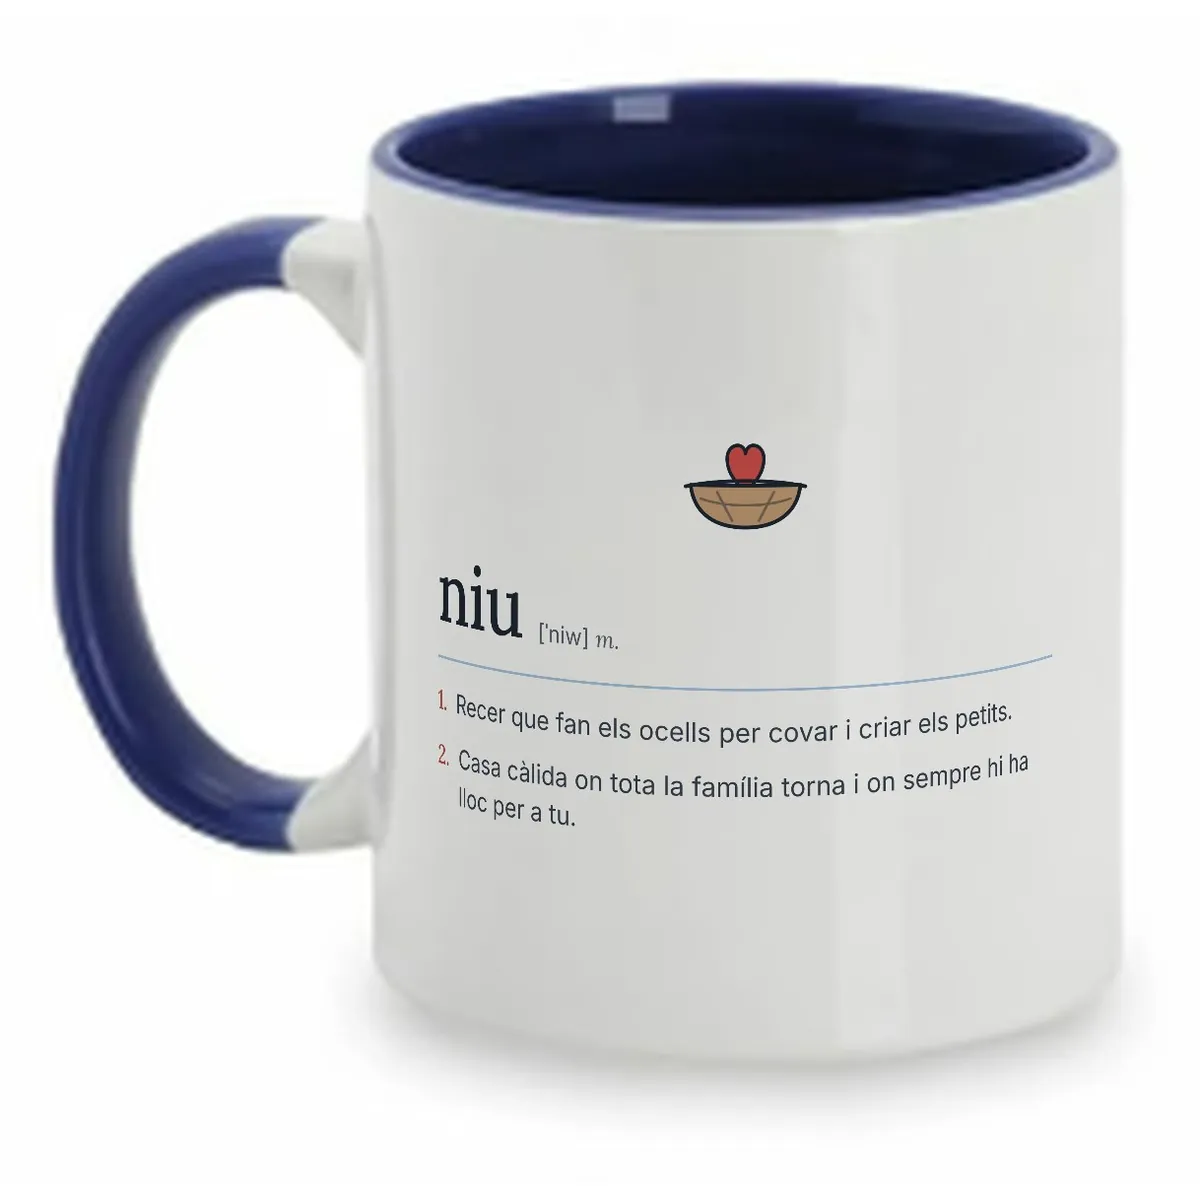 niu ['niw] m.
1. Recer que fan els ocells per covar i criar els petits.
2. Casa càlida on tota la família torna i on sempre hi ha
lloc per a tu.